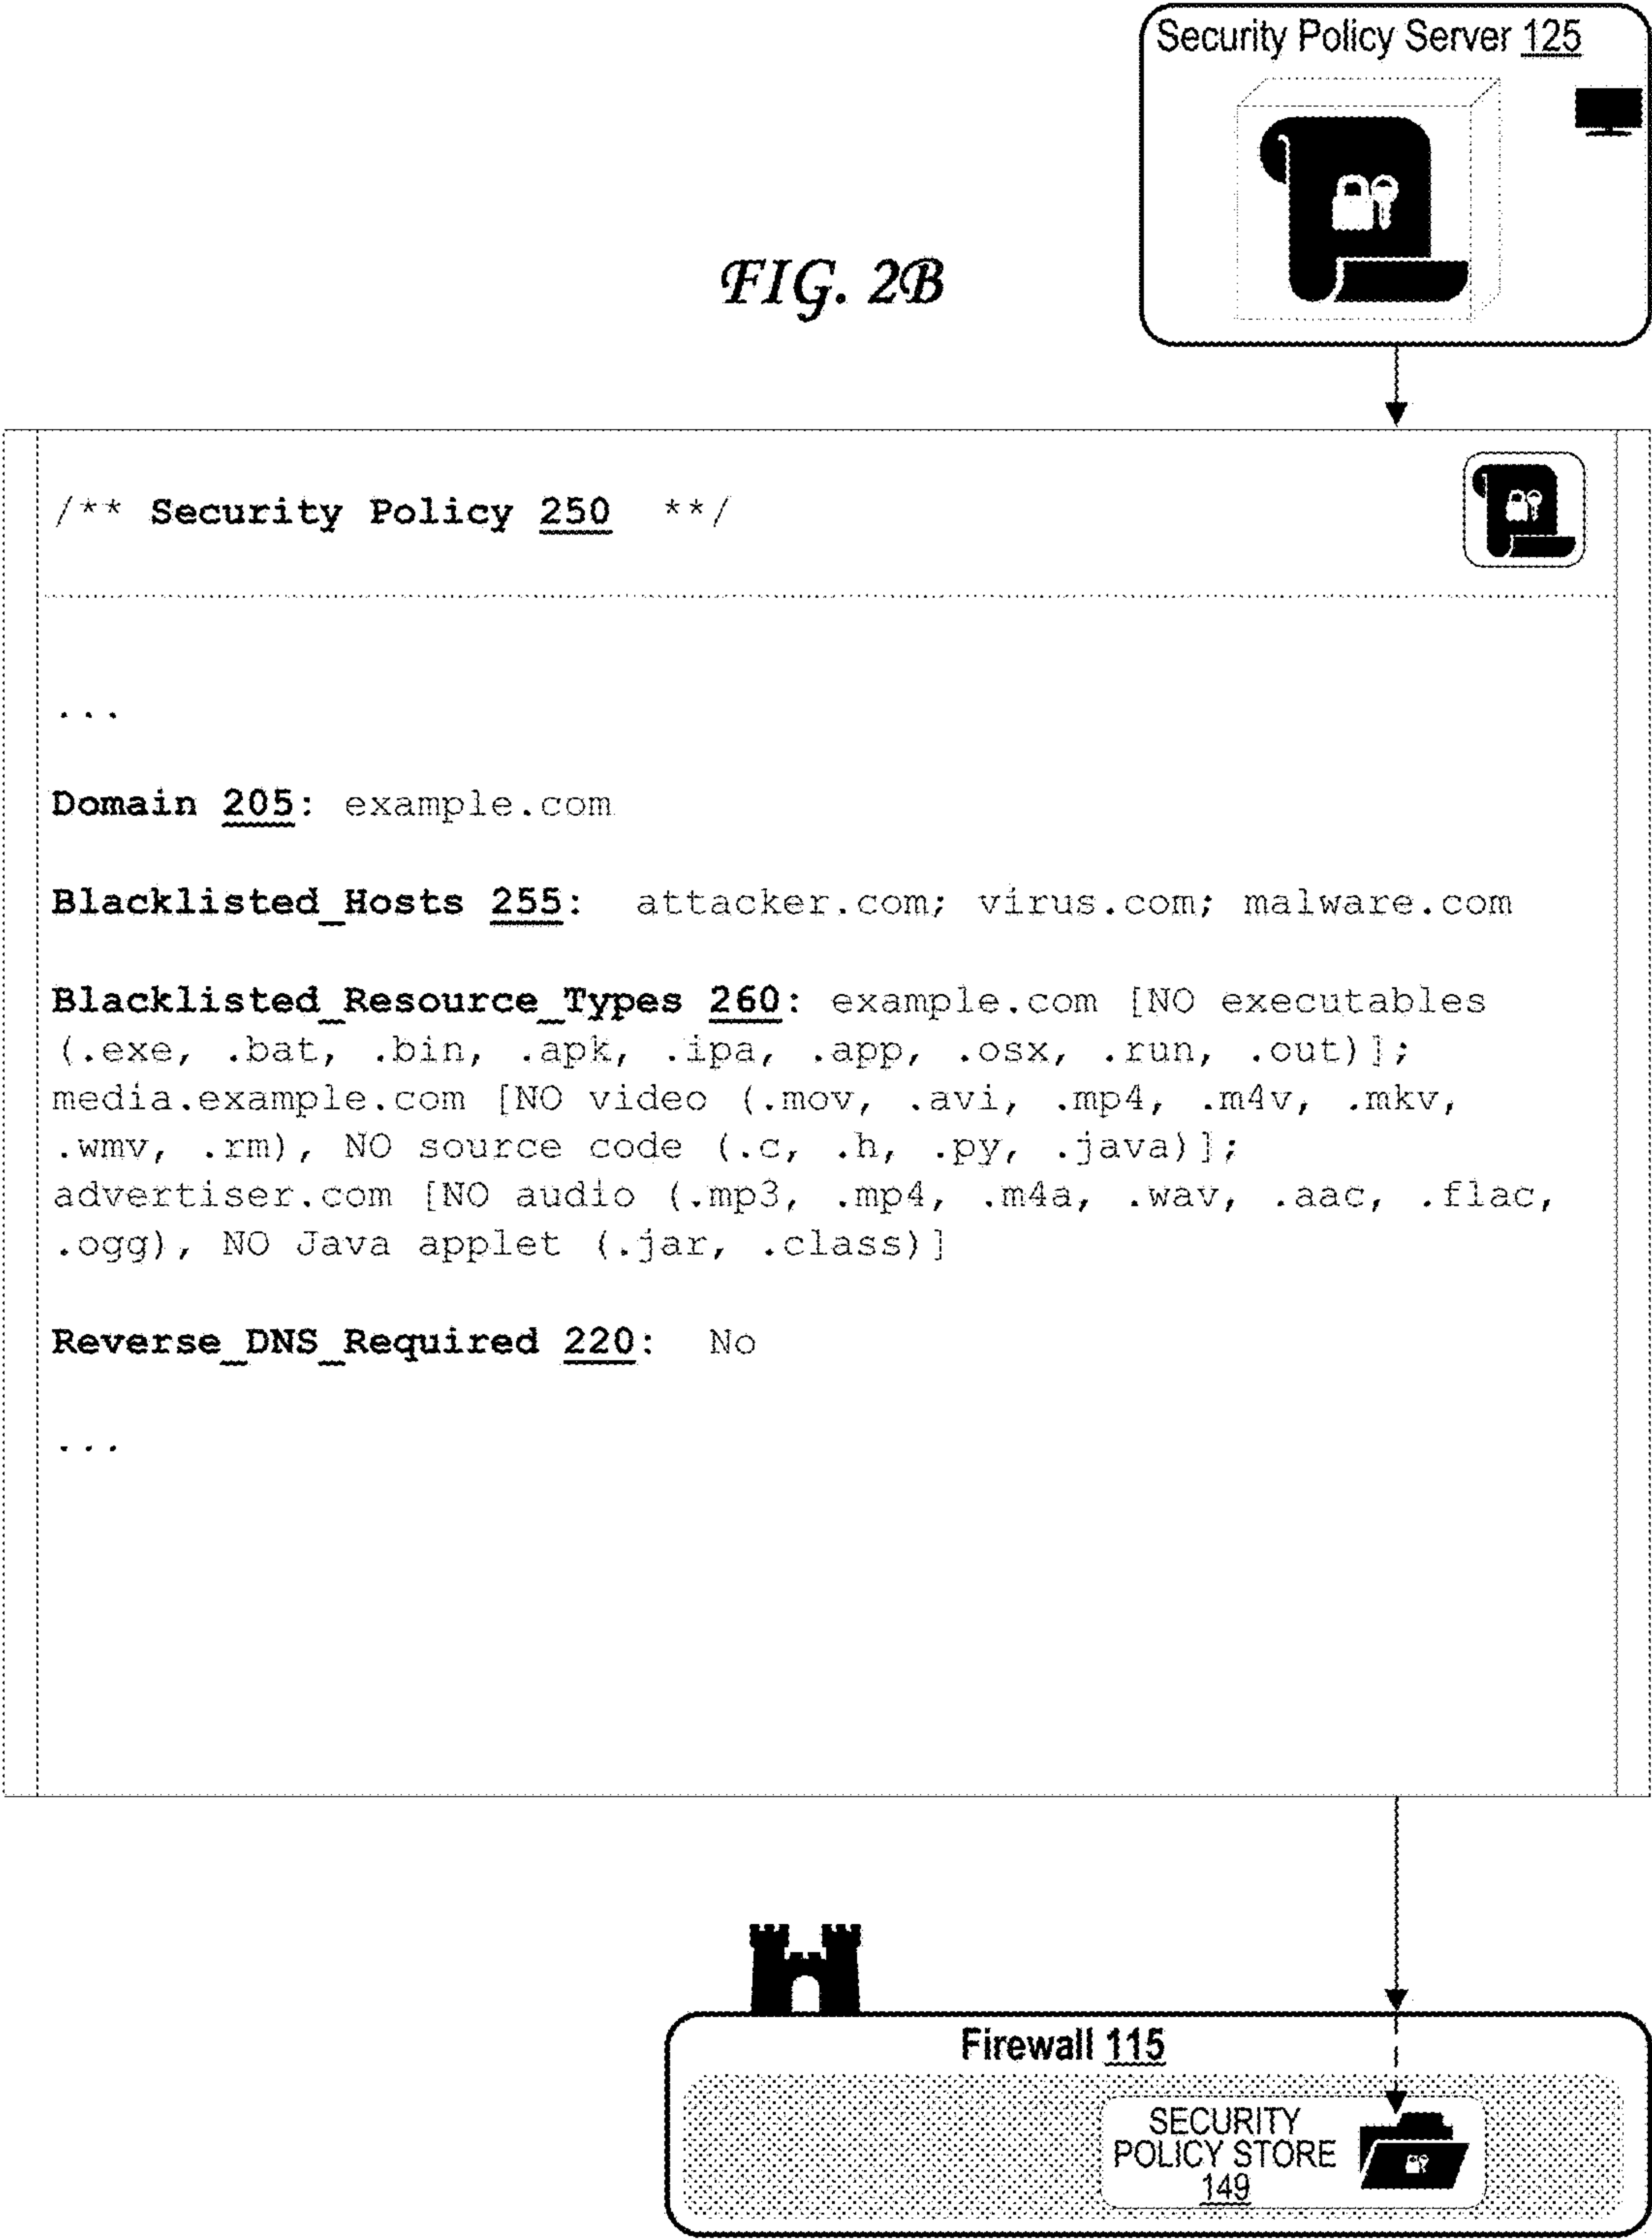 Security Policy Server 125
FIG. 2B
/** Security Policy 250 **/
...
Domain 205: example.com
Blacklisted_Hosts 255: attacker.com; virus.com; malware.com
Blacklisted_Resource_Types 260: example.com [NO executables
(.exe, .bat, .bin, .apk, .ipa, .app, .osx, .run, .out)];
media.example.com [NO video (.mov, .avi, .mp4, .m4v, .mkv,
.wmv, .rm), NO source code (.c, .h, .py, .java)];
advertiser.com [NO audio (.mp3, .mp4, .m4a, .wav, .aac, .flac,
.ogg), NO Java applet (.jar, .class)]
Reverse_DNS_Required 220: No
...
Firewall 115
SECURITY
POLICY STORE
149